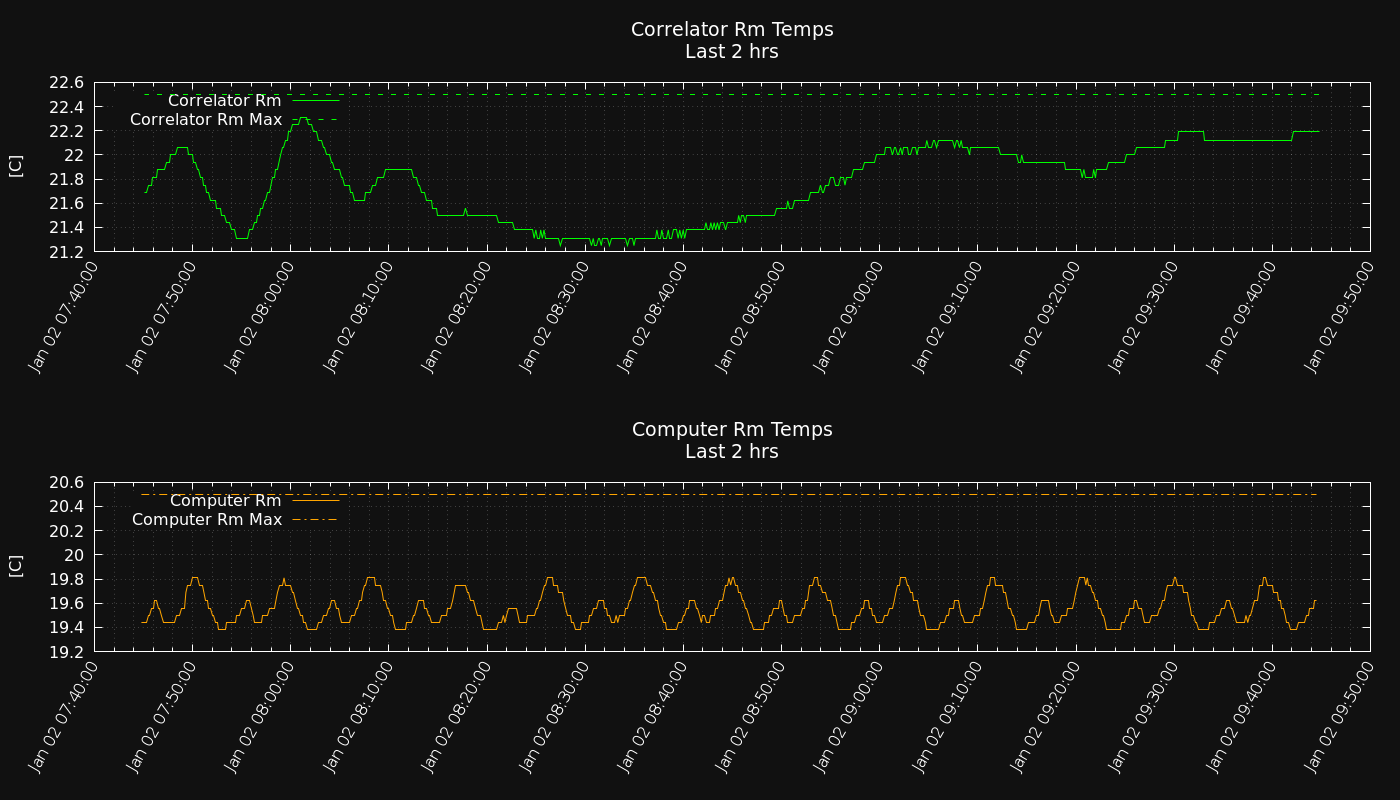 Correlator Rm Temps
Last 2 hrs
22.6
22.4
22.2
22
21.8
21.6
21.4
21.2
[C]
Correlator Rm
Correlator Rm Max
Jan 02 07:40:00
Jan 02 07:50:00
Jan 02 08:00:00
Jan 02 08:10:00
Jan 02 08:20:00
Jan 02 08:30:00
Jan 02 08:40:00
Jan 02 08:50:00
Jan 02 09:00:00
Jan 02 09:10:00
Jan 02 09:20:00
Jan 02 09:30:00
Jan 02 09:40:00
Jan 02 09:50:00
Computer Rm Temps
Last 2 hrs
20.6
20.4
20.2
20
19.8
19.6
19.4
19.2
[C]
Computer Rm
Computer Rm Max
Jan 02 07:40:00
Jan 02 07:50:00
Jan 02 08:00:00
Jan 02 08:10:00
Jan 02 08:20:00
Jan 02 08:30:00
Jan 02 08:40:00
Jan 02 08:50:00
Jan 02 09:00:00
Jan 02 09:10:00
Jan 02 09:20:00
Jan 02 09:30:00
Jan 02 09:40:00
Jan 02 09:50:00